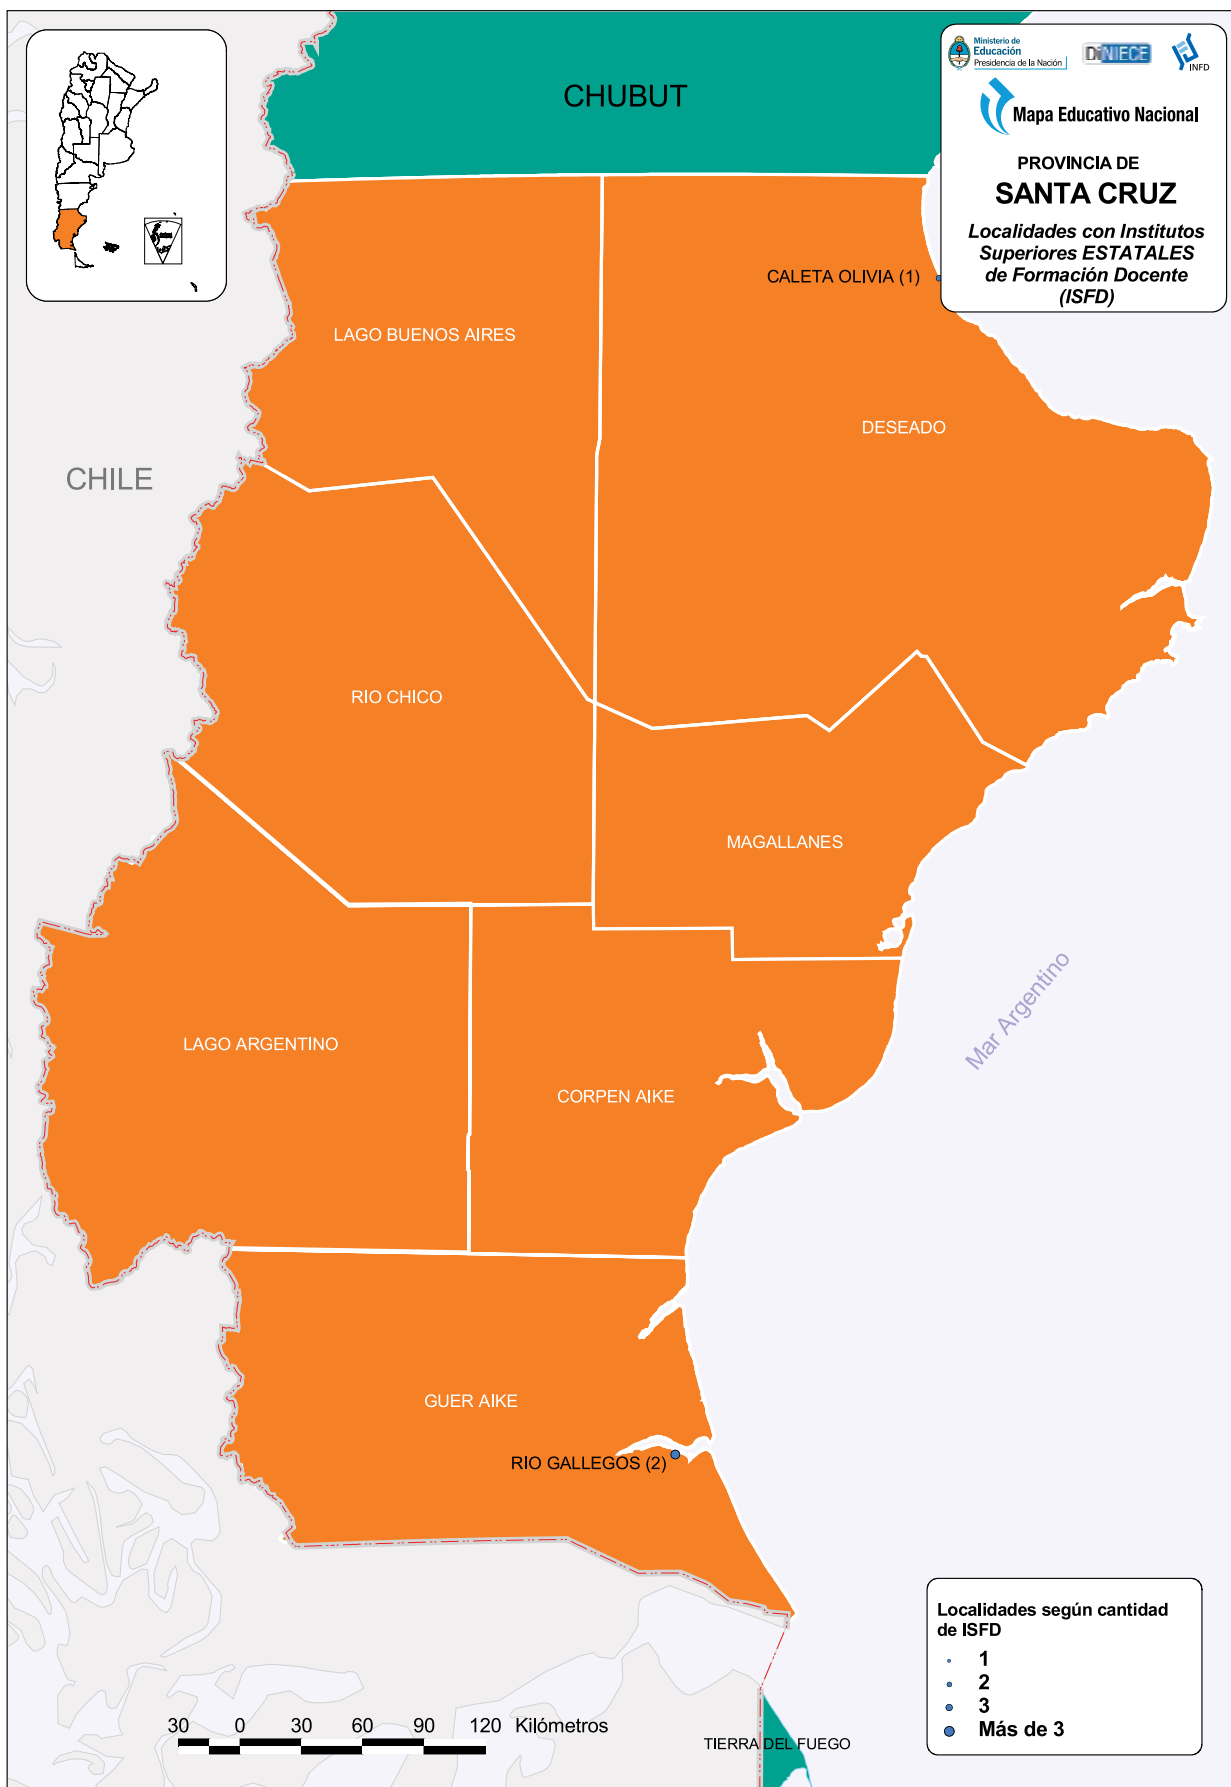 CHUBUT
Ministerio de
Educación
Presidencia de la Nación
DiNIECE
INFD
Mapa Educativo Nacional
PROVINCIA DE
SANTA CRUZ
Localidades con Institutos
Superiores ESTATALES
de Formación Docente
(ISFD)
CALETA OLIVIA (1)
LAGO BUENOS AIRES
DESEADO
CHILE
RIO CHICO
MAGALLANES
Mar Argentino
LAGO ARGENTINO
CORPEN AIKE
GUER AIKE
RIO GALLEGOS (2)
Localidades según cantidad
de ISFD
1
2
3
Más de 3
30 0 30 60 90 120 Kilómetros
TIERRA DEL FUEGO